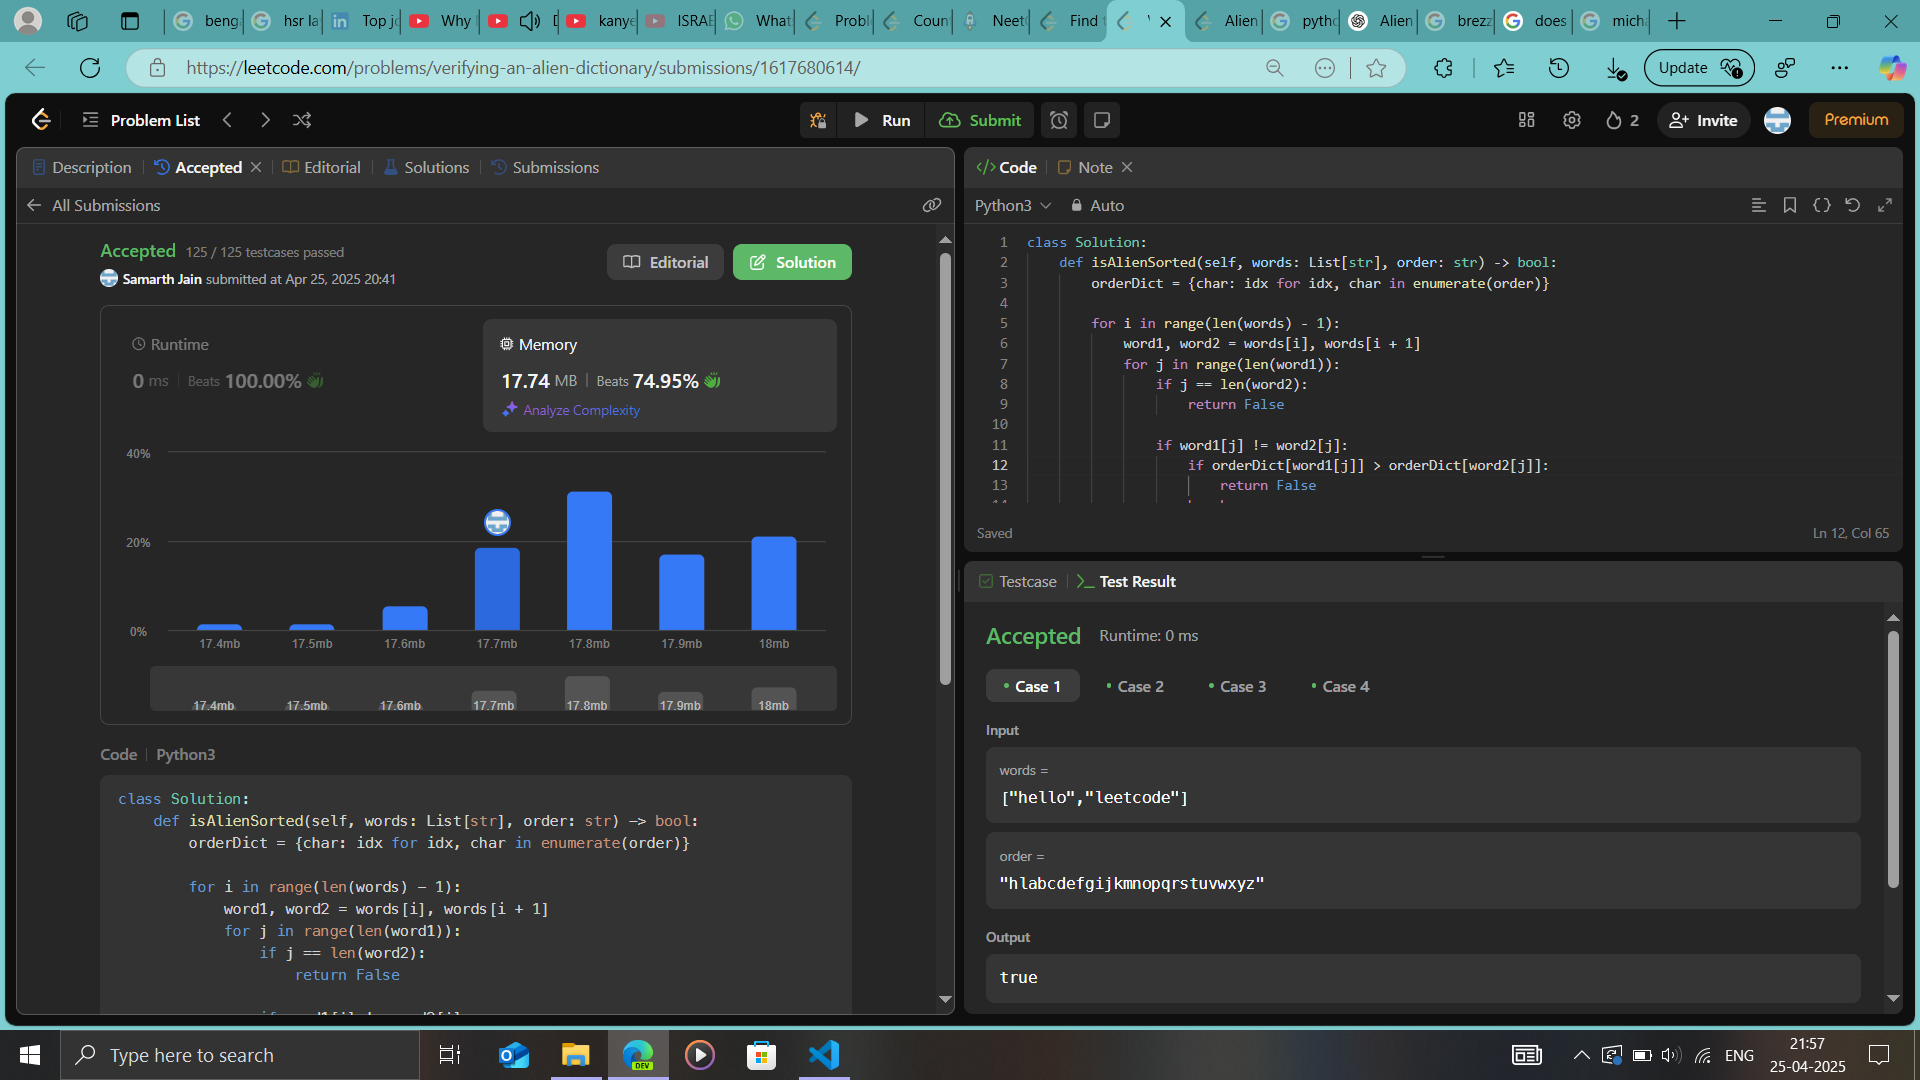 beng
hsr la
Top jo
Why I
kanye
ISRAE
What
Proble
Coun
Neet
Find
Alien
pytho
Alien
brezz
does
micha
https://leetcode.com/problems/verifying-an-alien-dictionary/submissions/1617680614/
Update
Problem List
Run
Submit
2
Invite
Premium
Description
Accepted
Editorial
Solutions
Submissions
All Submissions
Accepted 125 / 125 testcases passed
Samarth Jain submitted at Apr 25, 2025 20:41
Editorial
Solution
Runtime
0 ms Beats 100.00%
Memory
17.74 MB Beats 74.95%
Analyze Complexity
40%
20%
0%
17.4mb 17.5mb 17.6mb 17.7mb 17.8mb 17.9mb 18mb
17.4mb 17.5mb 17.6mb 17.7mb 17.8mb 17.9mb 18mb
Code Python3
class Solution:
def isAlienSorted(self, words: List[str], order: str) -> bool:
orderDict = {char: idx for idx, char in enumerate(order)}
for i in range(len(words) - 1):
word1, word2 = words[i], words[i + 1]
for j in range(len(word1)):
if j == len(word2):
return False
Code
Note
Python3
Auto
1 class Solution:
2 def isAlienSorted(self, words: List[str], order: str) -> bool:
3 orderDict = {char: idx for idx, char in enumerate(order)}
4
5 for i in range(len(words) - 1):
6 word1, word2 = words[i], words[i + 1]
7 for j in range(len(word1)):
8 if j == len(word2):
9 return False
10
11 if word1[j] != word2[j]:
12 if orderDict[word1[j]] > orderDict[word2[j]]:
13 return False
Saved
Ln 12, Col 65
Testcase
Test Result
Accepted Runtime: 0 ms
Case 1 Case 2 Case 3 Case 4
Input
words =
["hello","leetcode"]
order =
"hlabcdefgijkmnopqrstuvwxyz"
Output
true
Type here to search
DEV
ENG
21:57
25-04-2025